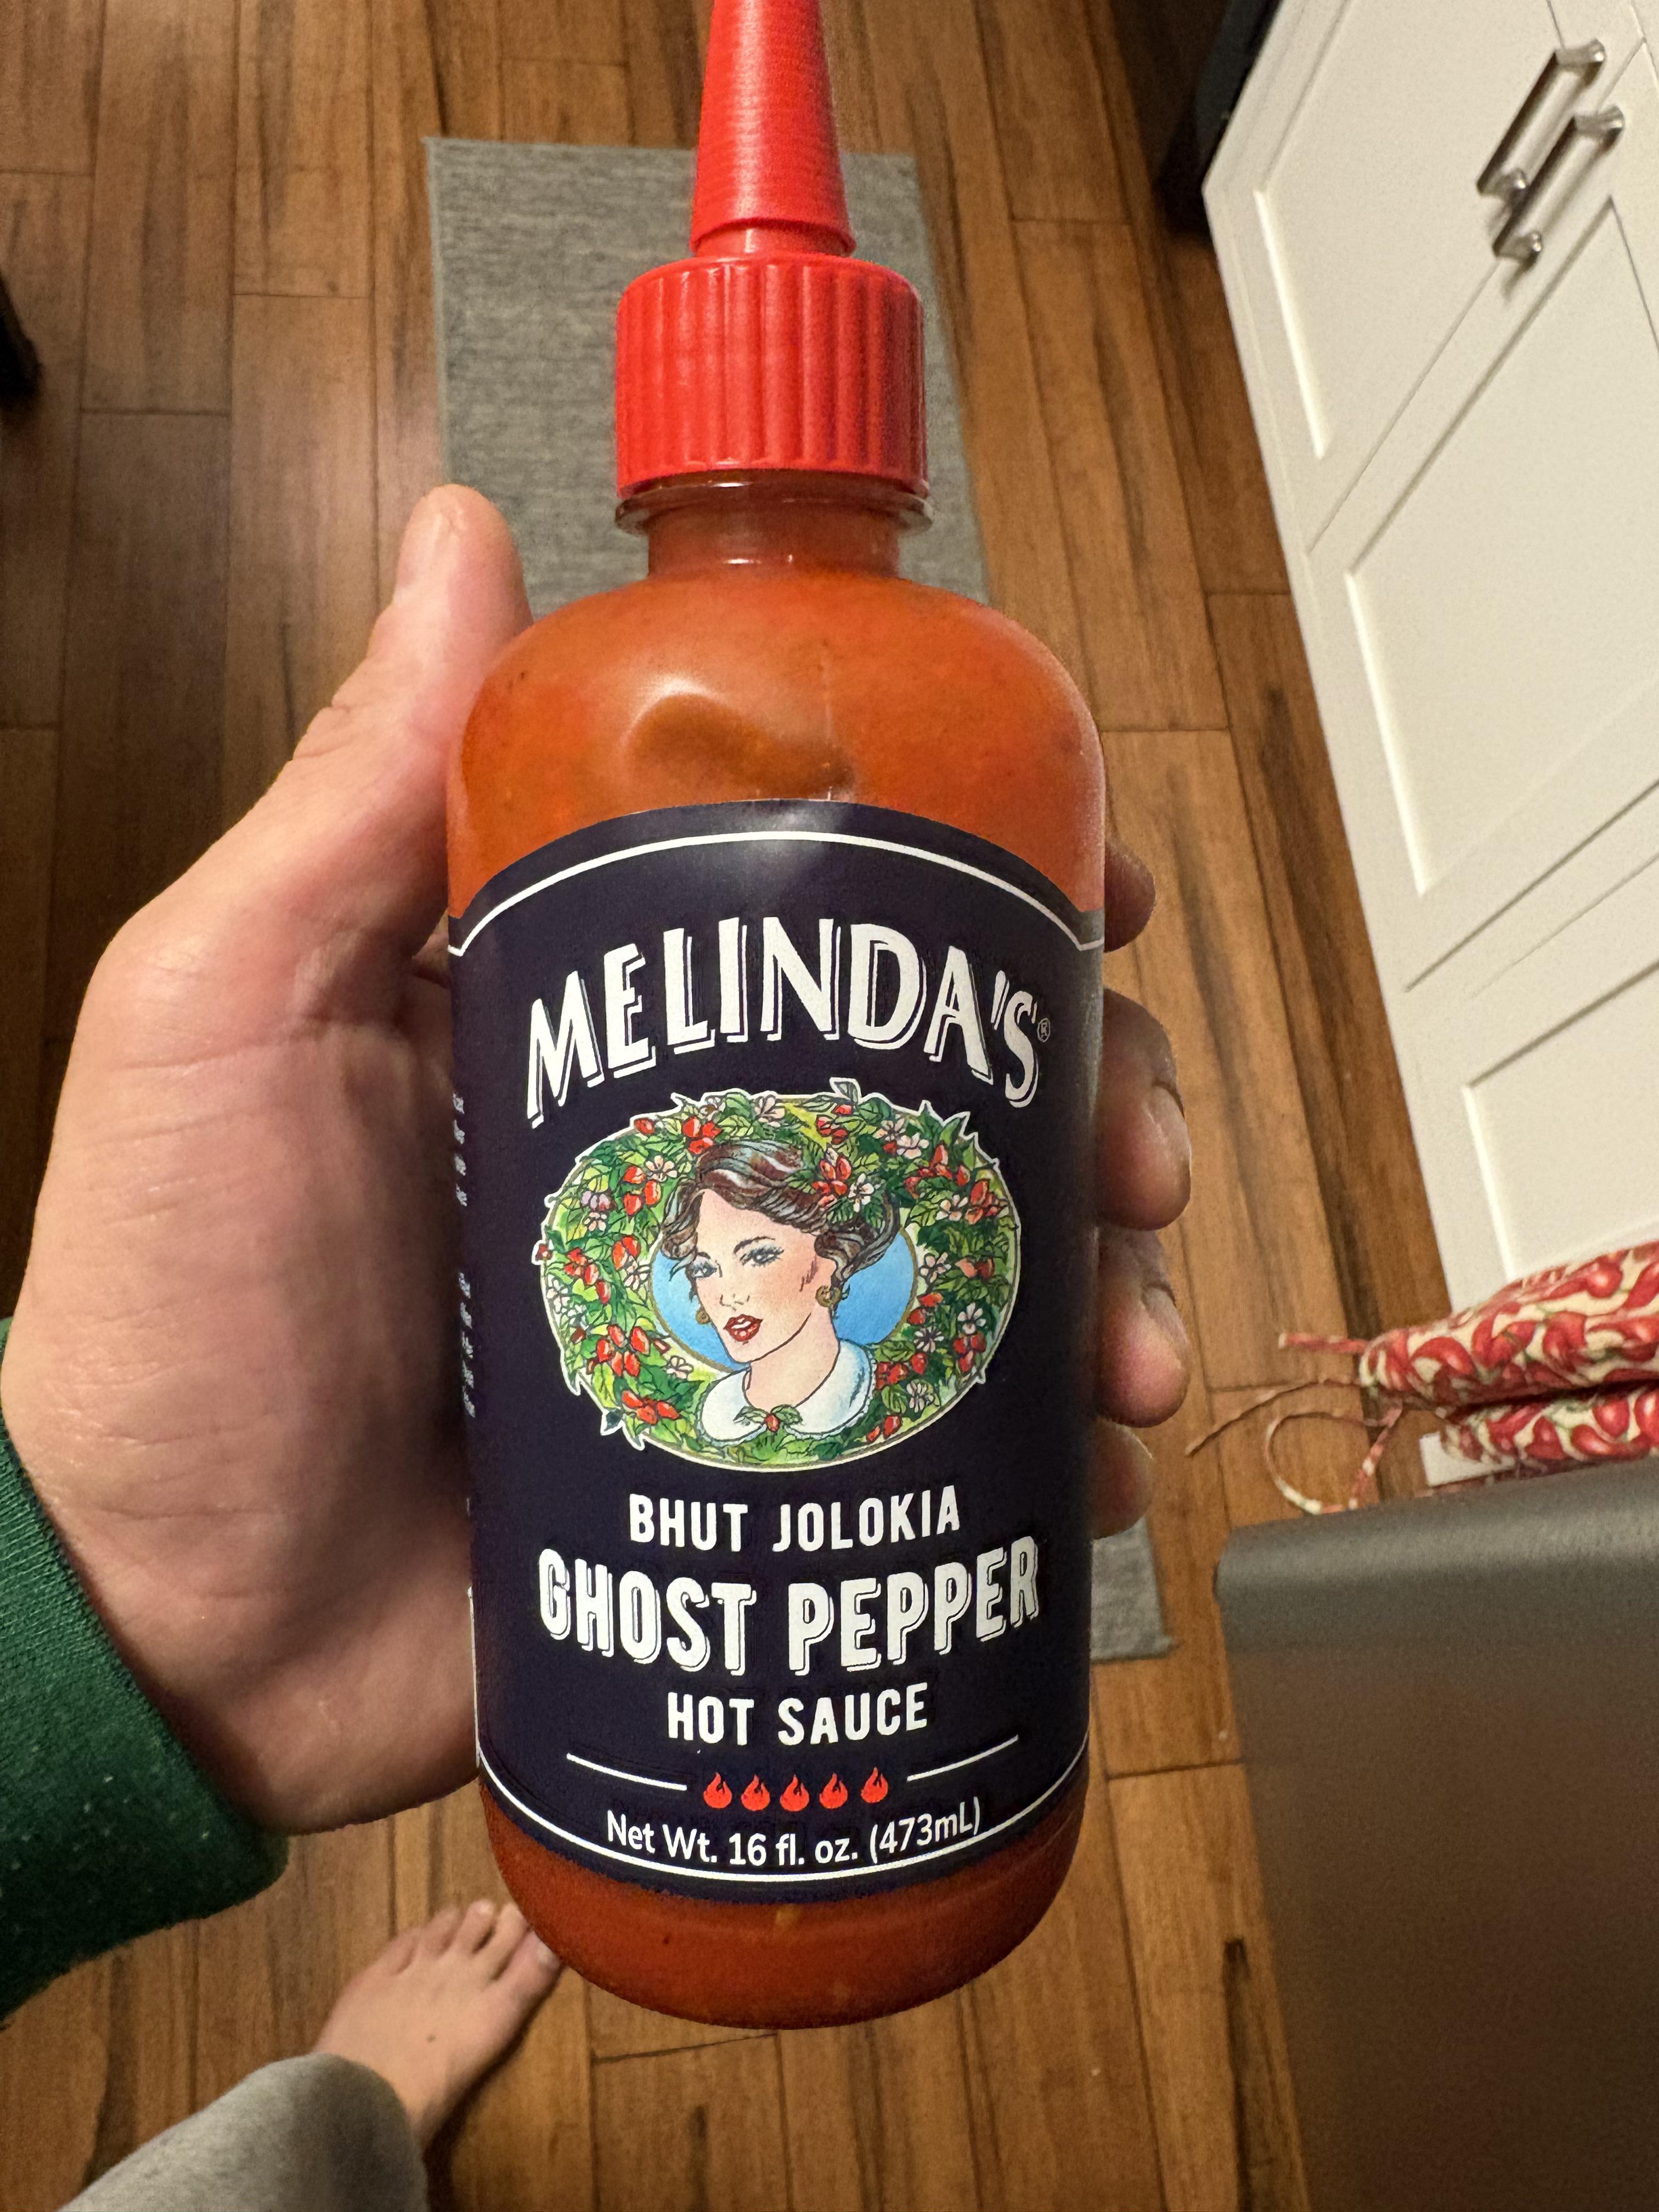 MELINDA'S®
BHUT JOLOKIA
GHOST PEPPER
HOT SAUCE
Net Wt. 16 fl. oz. (473mL)